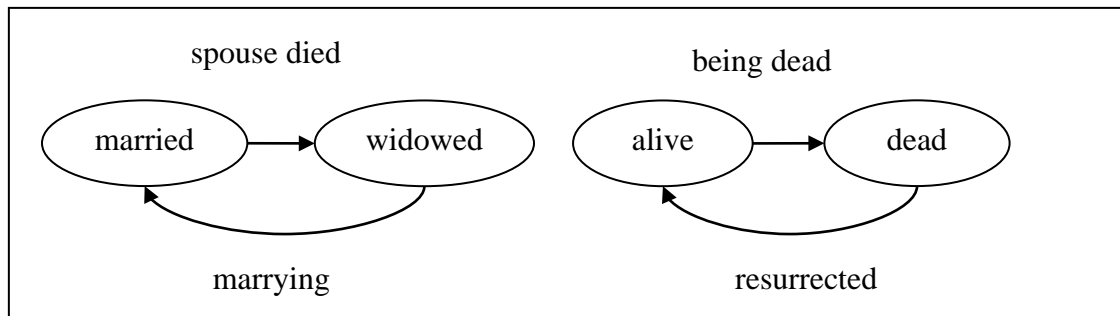 spouse died
being dead
married
widowed
alive
dead
marrying
resurrected